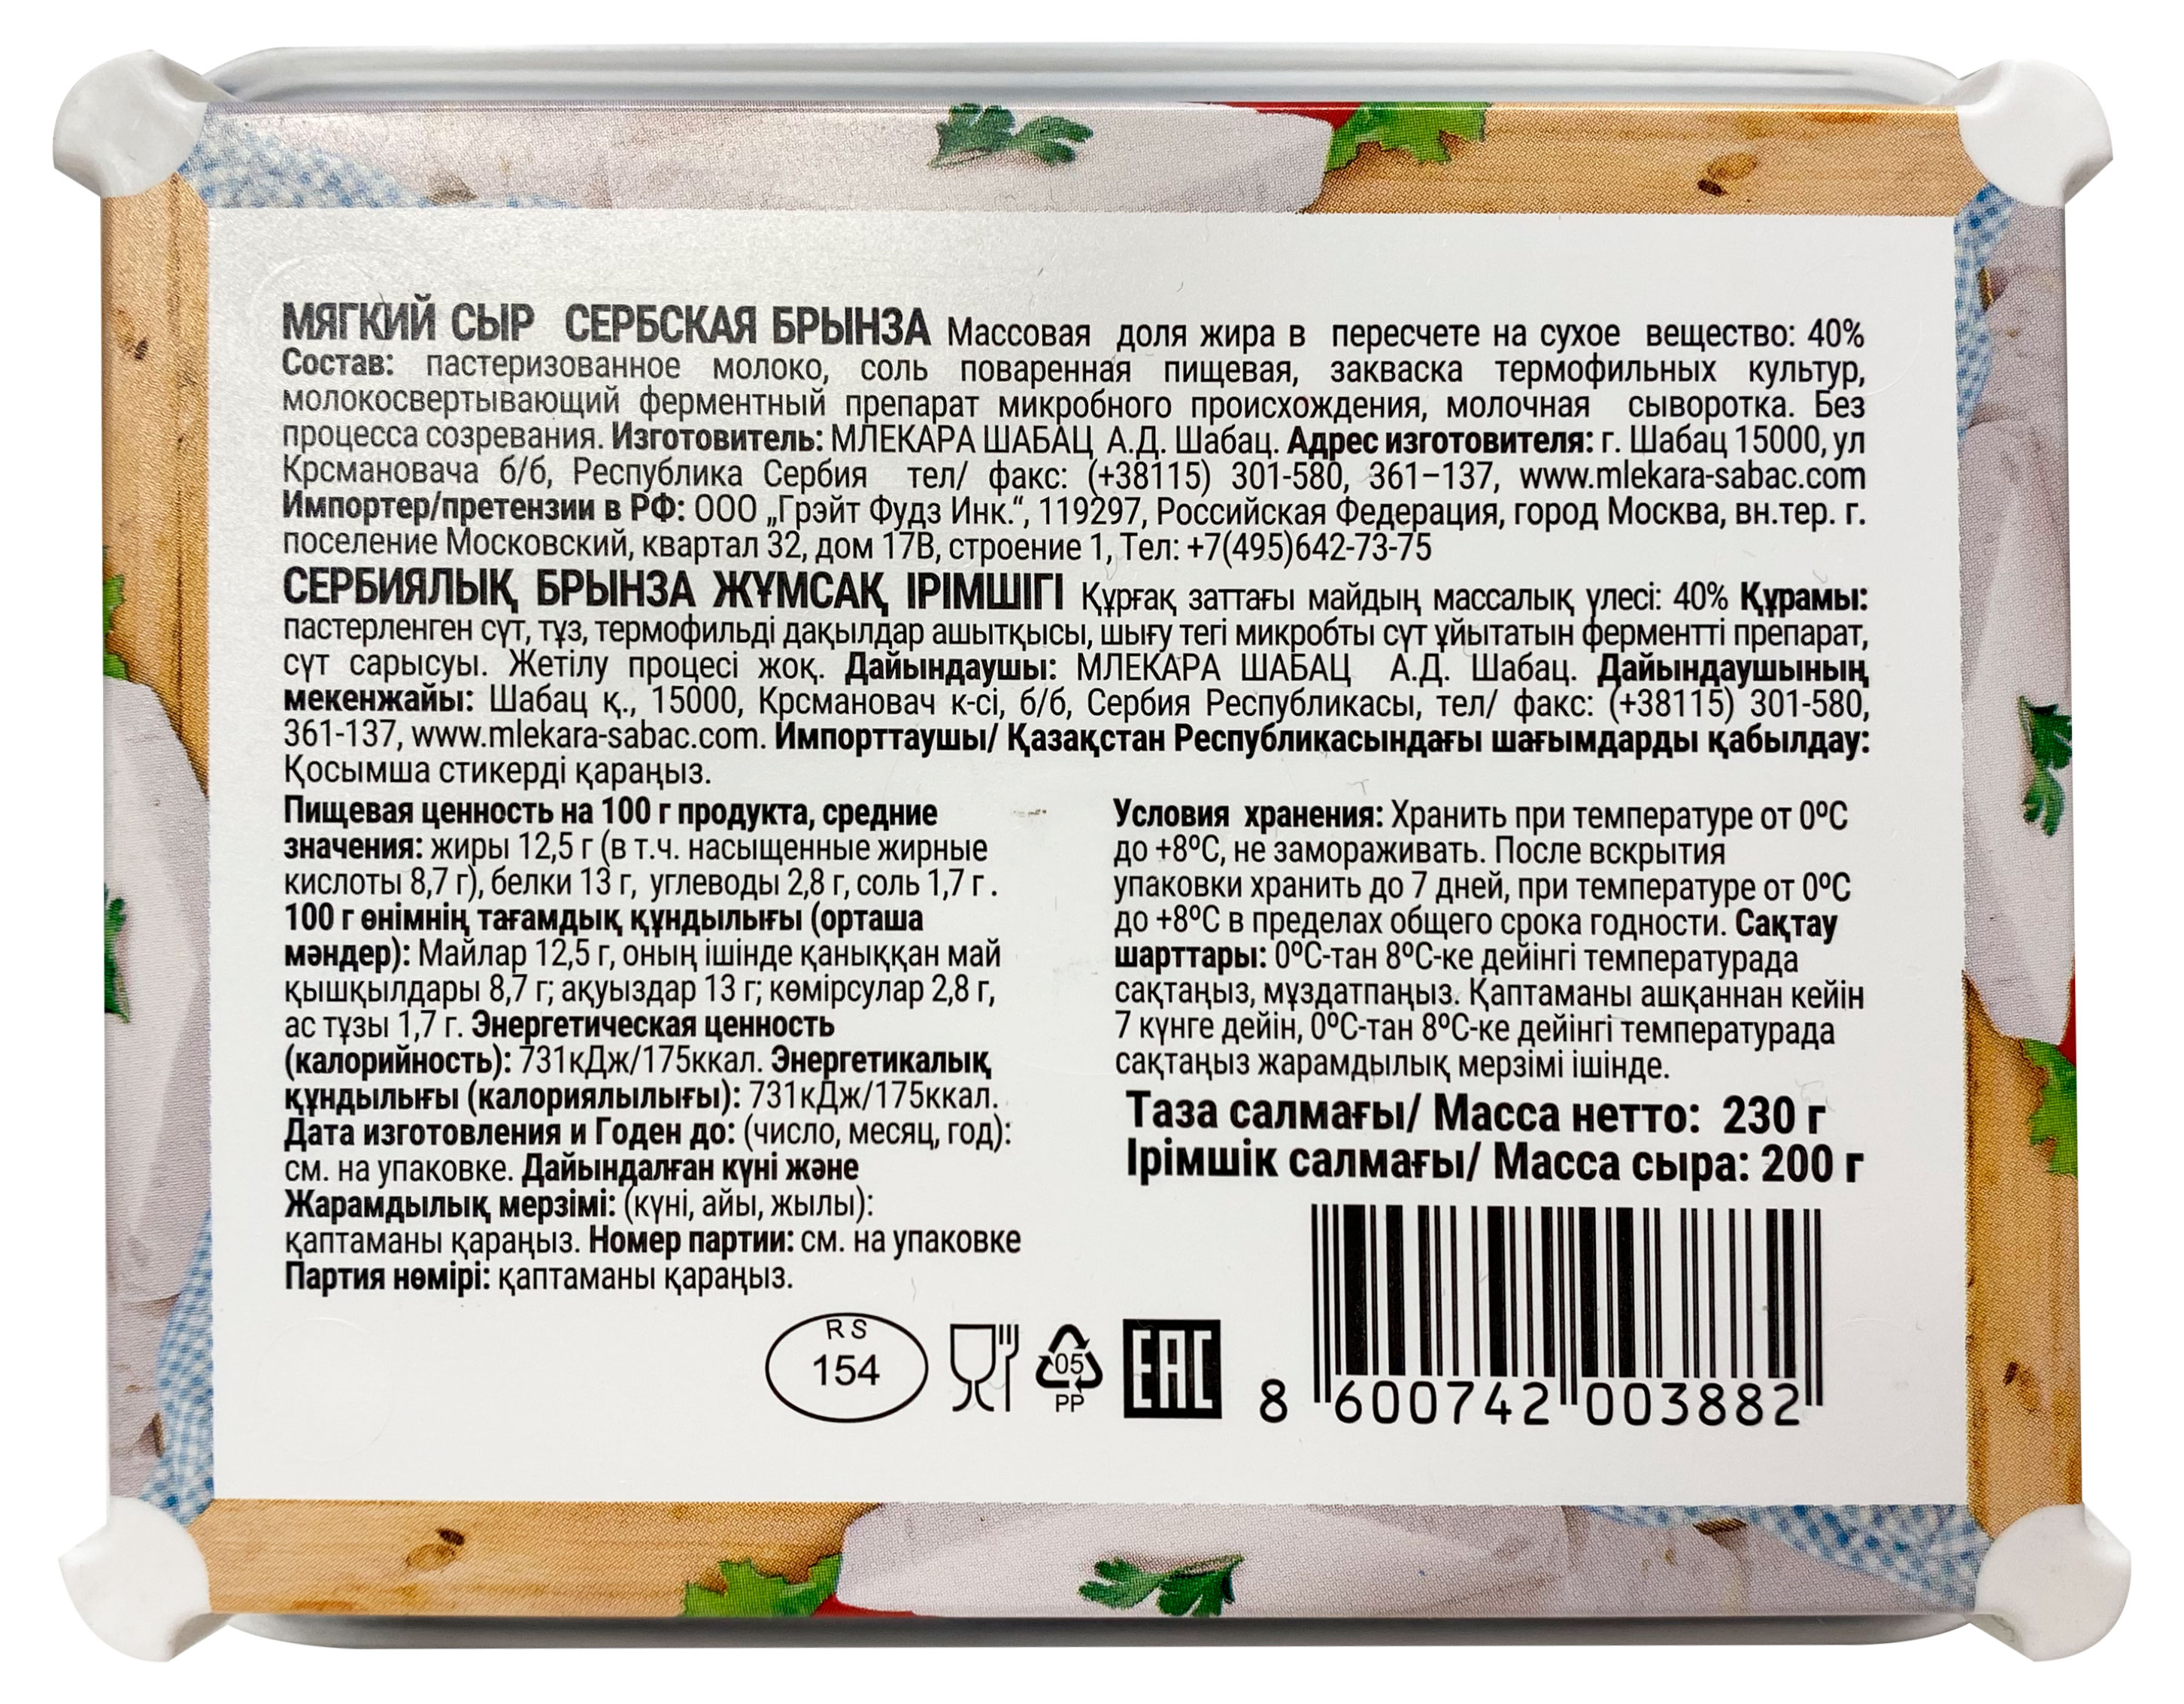 МЯГКИЙ СЫР СЕРБСКАЯ БРЫНЗА Массовая доля жира в пересчете на сухое вещество: 40%
Состав: пастеризованное молоко, соль поваренная пищевая, закваска термофильных культур,
молокосвертывающий ферментный препарат микробного происхождения, молочная сыворотка. Без
процесса созревания. Изготовитель: МЛЕКАРА ШАБАЦ А.Д. Шабац. Адрес изготовителя: г. Шабац 15000, ул
Крсмановача б/б, Республика Сербия тел/ факс: (+38115) 301-580, 361–137, www.mlekara-sabac.com
Импортер/претензии в РФ: ООО „Грэйт Фудз Инк.“, 119297, Российская Федерация, город Москва, вн.тер. г.
поселение Московский, квартал 32, дом 17В, строение 1, Тел: +7(495)642-73-75
СЕРБИЯЛЫҚ БРЫНЗА ЖҰМСАҚ ІРІМШІГІ Құрғақ заттағы майдың массалық үлесі: 40% Құрамы:
пастерленген сүт, тұз, термофильді дақылдар ашытқысы, шығу тегі микробты сүт ұйытатын ферментті препарат,
сүт сарысуы. Жетілу процесі жоқ. Дайындаушы: МЛЕКАРА ШАБАЦ А.Д. Шабац. Дайындаушының
мекенжайы: Шабац қ., 15000, Крсмановач к-сі, б/б, Сербия Республикасы, тел/ факс: (+38115) 301-580,
361-137, www.mlekara-sabac.com. Импорттаушы/ Қазақстан Республикасындағы шағымдарды қабылдау:
Қосымша стикерді қараңыз.
Пищевая ценность на 100 г продукта, средние
значения: жиры 12,5 г (в т.ч. насыщенные жирные
кислоты 8,7 г), белки 13 г, углеводы 2,8 г, соль 1,7 г .
100 г өнімнің тағамдық құндылығы (орташа
мәндер): Майлар 12,5 г, оның ішінде қаныққан май
қышқылдары 8,7 г; ақуыздар 13 г; көмірсулар 2,8 г,
ас тұзы 1,7 г. Энергетическая ценность
(калорийность): 731кДж/175ккал. Энергетикалық
құндылығы (калориялылығы): 731кДж/175ккал.
Дата изготовления и Годен до: (число, месяц, год):
см. на упаковке. Дайындалған күні және
Жарамдылық мерзімі: (күні, айы, жылы):
қаптаманы қараңыз. Номер партии: см. на упаковке
Партия нөмірі: қаптаманы қараңыз.
Условия хранения: Хранить при температуре от 0ºС
до +8ºС, не замораживать. После вскрытия
упаковки хранить до 7 дней, при температуре от 0ºС
до +8ºС в пределах общего срока годности. Сақтау
шарттары: 0ºС-тан 8ºС-ке дейінгі температурада
сақтаңыз, мұздатпаңыз. Қаптаманы ашқаннан кейін
7 күнге дейін, 0ºС-тан 8ºС-ке дейінгі температурада
сақтаңыз жарамдылық мерзімі ішінде.
Таза салмағы/ Масса нетто: 230 г
Ірімшік салмағы/ Масса сыра: 200 г
RS
154
05
PP
EAC
8 600742 003882